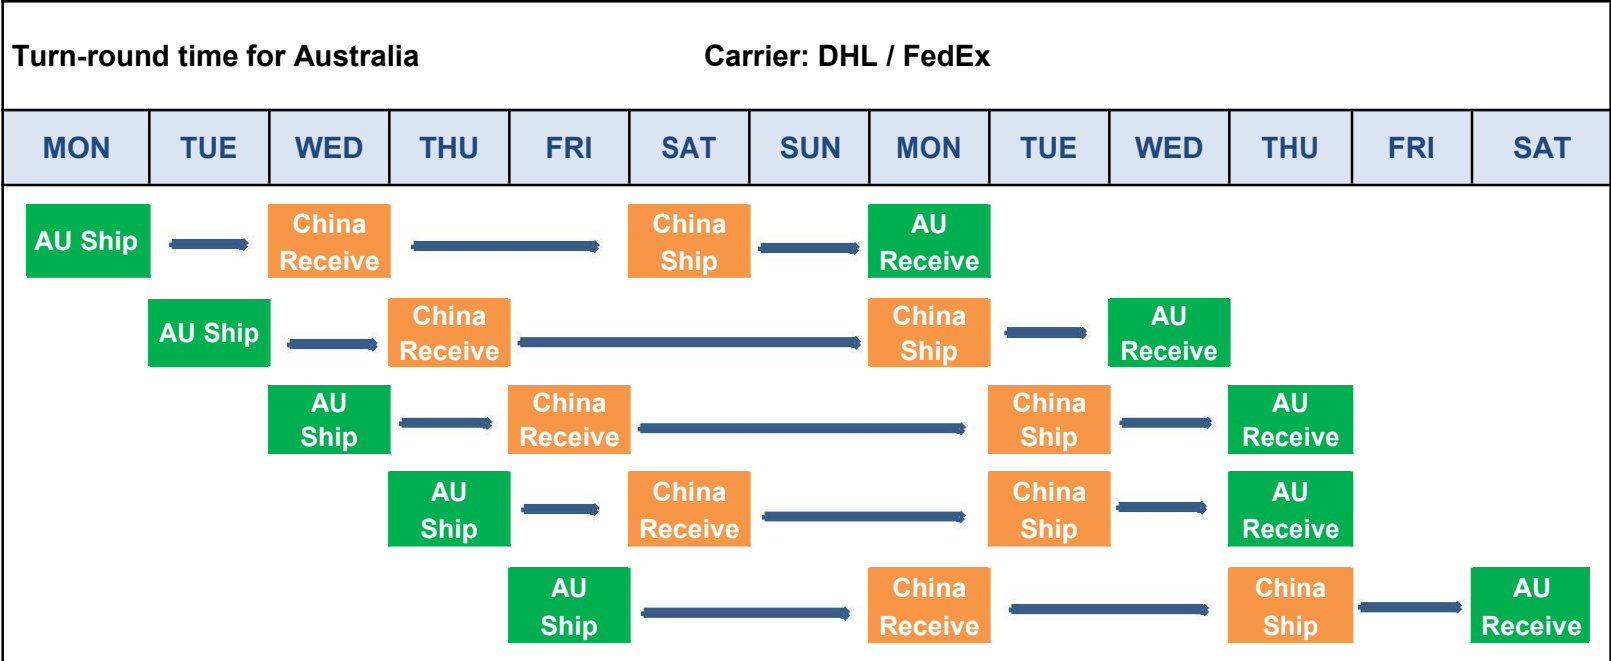 Turn-round time for Australia Carrier: DHL / FedEx
MON TUE WED THU FRI SAT SUN MON TUE WED THU FRI SAT
AU Ship
China
Receive
China
Ship
AU
Receive
AU Ship
China
Receive
China
Ship
AU
Receive
AU
Ship
China
Receive
China
Ship
AU
Receive
AU
Ship
China
Receive
China
Ship
AU
Receive
AU
Ship
China
Receive
China
Ship
AU
Receive